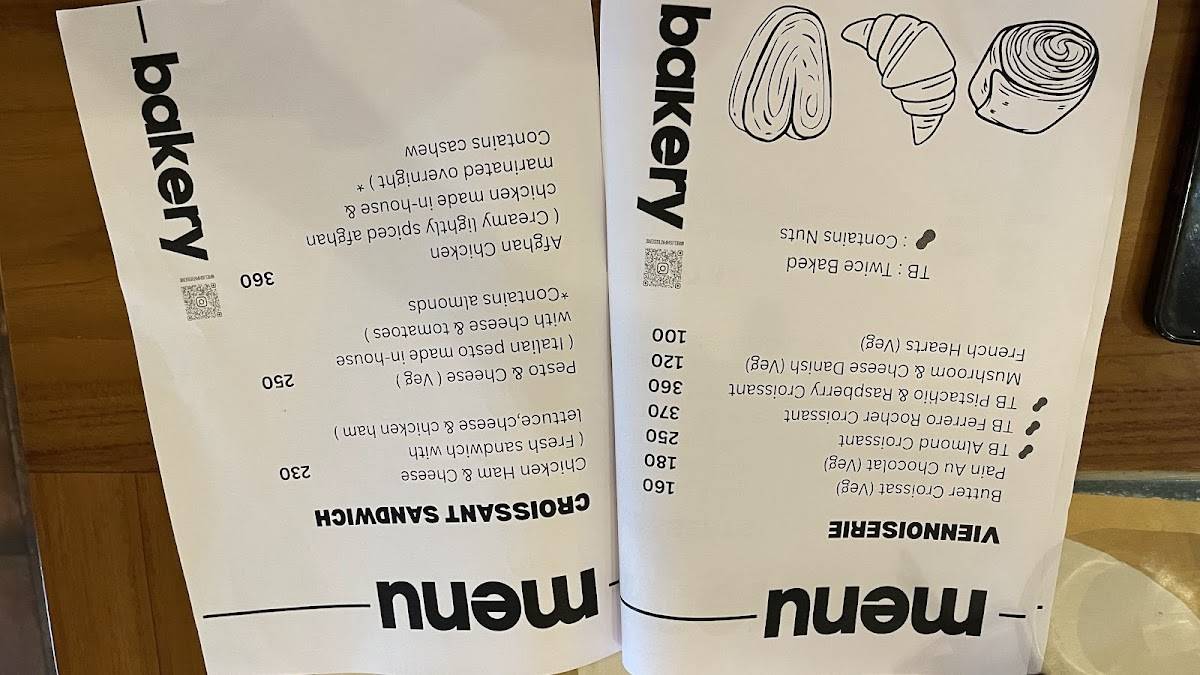 menu
VIENNOISERIE
Butter Croissat (Veg) 160
Pain Au Chocolat (Veg) 180
TB Almond Croissant 250
TB Ferrero Rocher Croissant 370
TB Pistachio & Raspberry Croissant 360
Mushroom & Cheese Danish (Veg) 120
French Hearts (Veg) 100
TB : Twice Baked
: Contains Nuts
bakery
menu
CROISSANT SANDWICH
Chicken Ham & Cheese 230
( Fresh sandwich with
lettuce,cheese & chicken ham )
Pesto & Cheese ( Veg ) 250
( Italian pesto made in-house
with cheese & tomatoes )
*Contains almonds
Afghan Chicken 360
( Creamy lightly spiced afghan
chicken made in-house &
marinated overnight ) *
Contains cashew
bakery